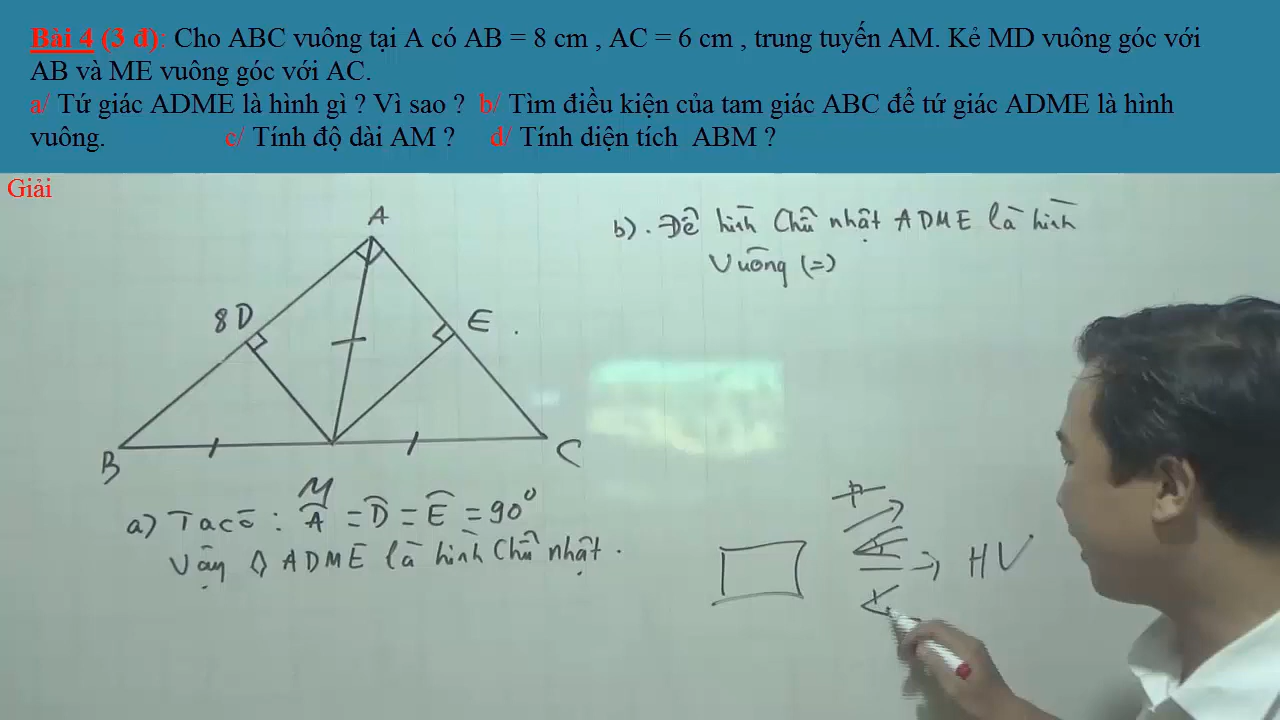 Bài 4 (3 đ): Cho ABC vuông tại A có AB = 8 cm , AC = 6 cm , trung tuyến AM. Kẻ MD vuông góc với
AB và ME vuông góc với AC.
a/ Tứ giác ADME là hình gì ? Vì sao ? b/ Tìm điều kiện của tam giác ABC để tứ giác ADME là hình
vuông. c/ Tính độ dài AM ? d/ Tính diện tích ABM ?
Giải
A
8 D
E
B
M
C
a) Ta có : Â = D̂ = Ê = 90⁰
Vậy ◊ ADME là hình chữ nhật .
b). Để hình chữ nhật ADME là hình
Vuông (=)
HV